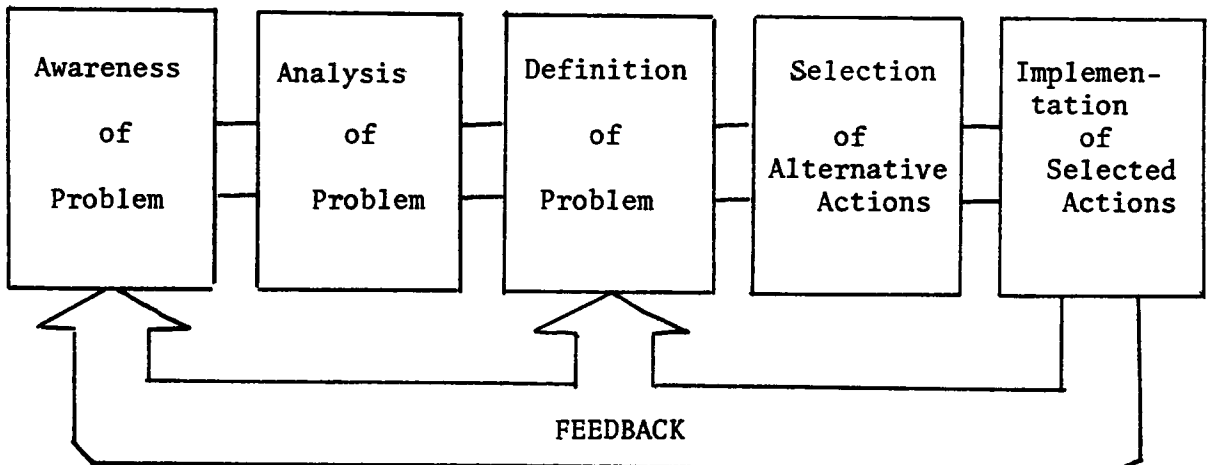 Awareness
of
Problem
Analysis
of
Problem
Definition
of
Problem
Selection
of
Alternative
Actions
Implemen-
tation
of
Selected
Actions
FEEDBACK